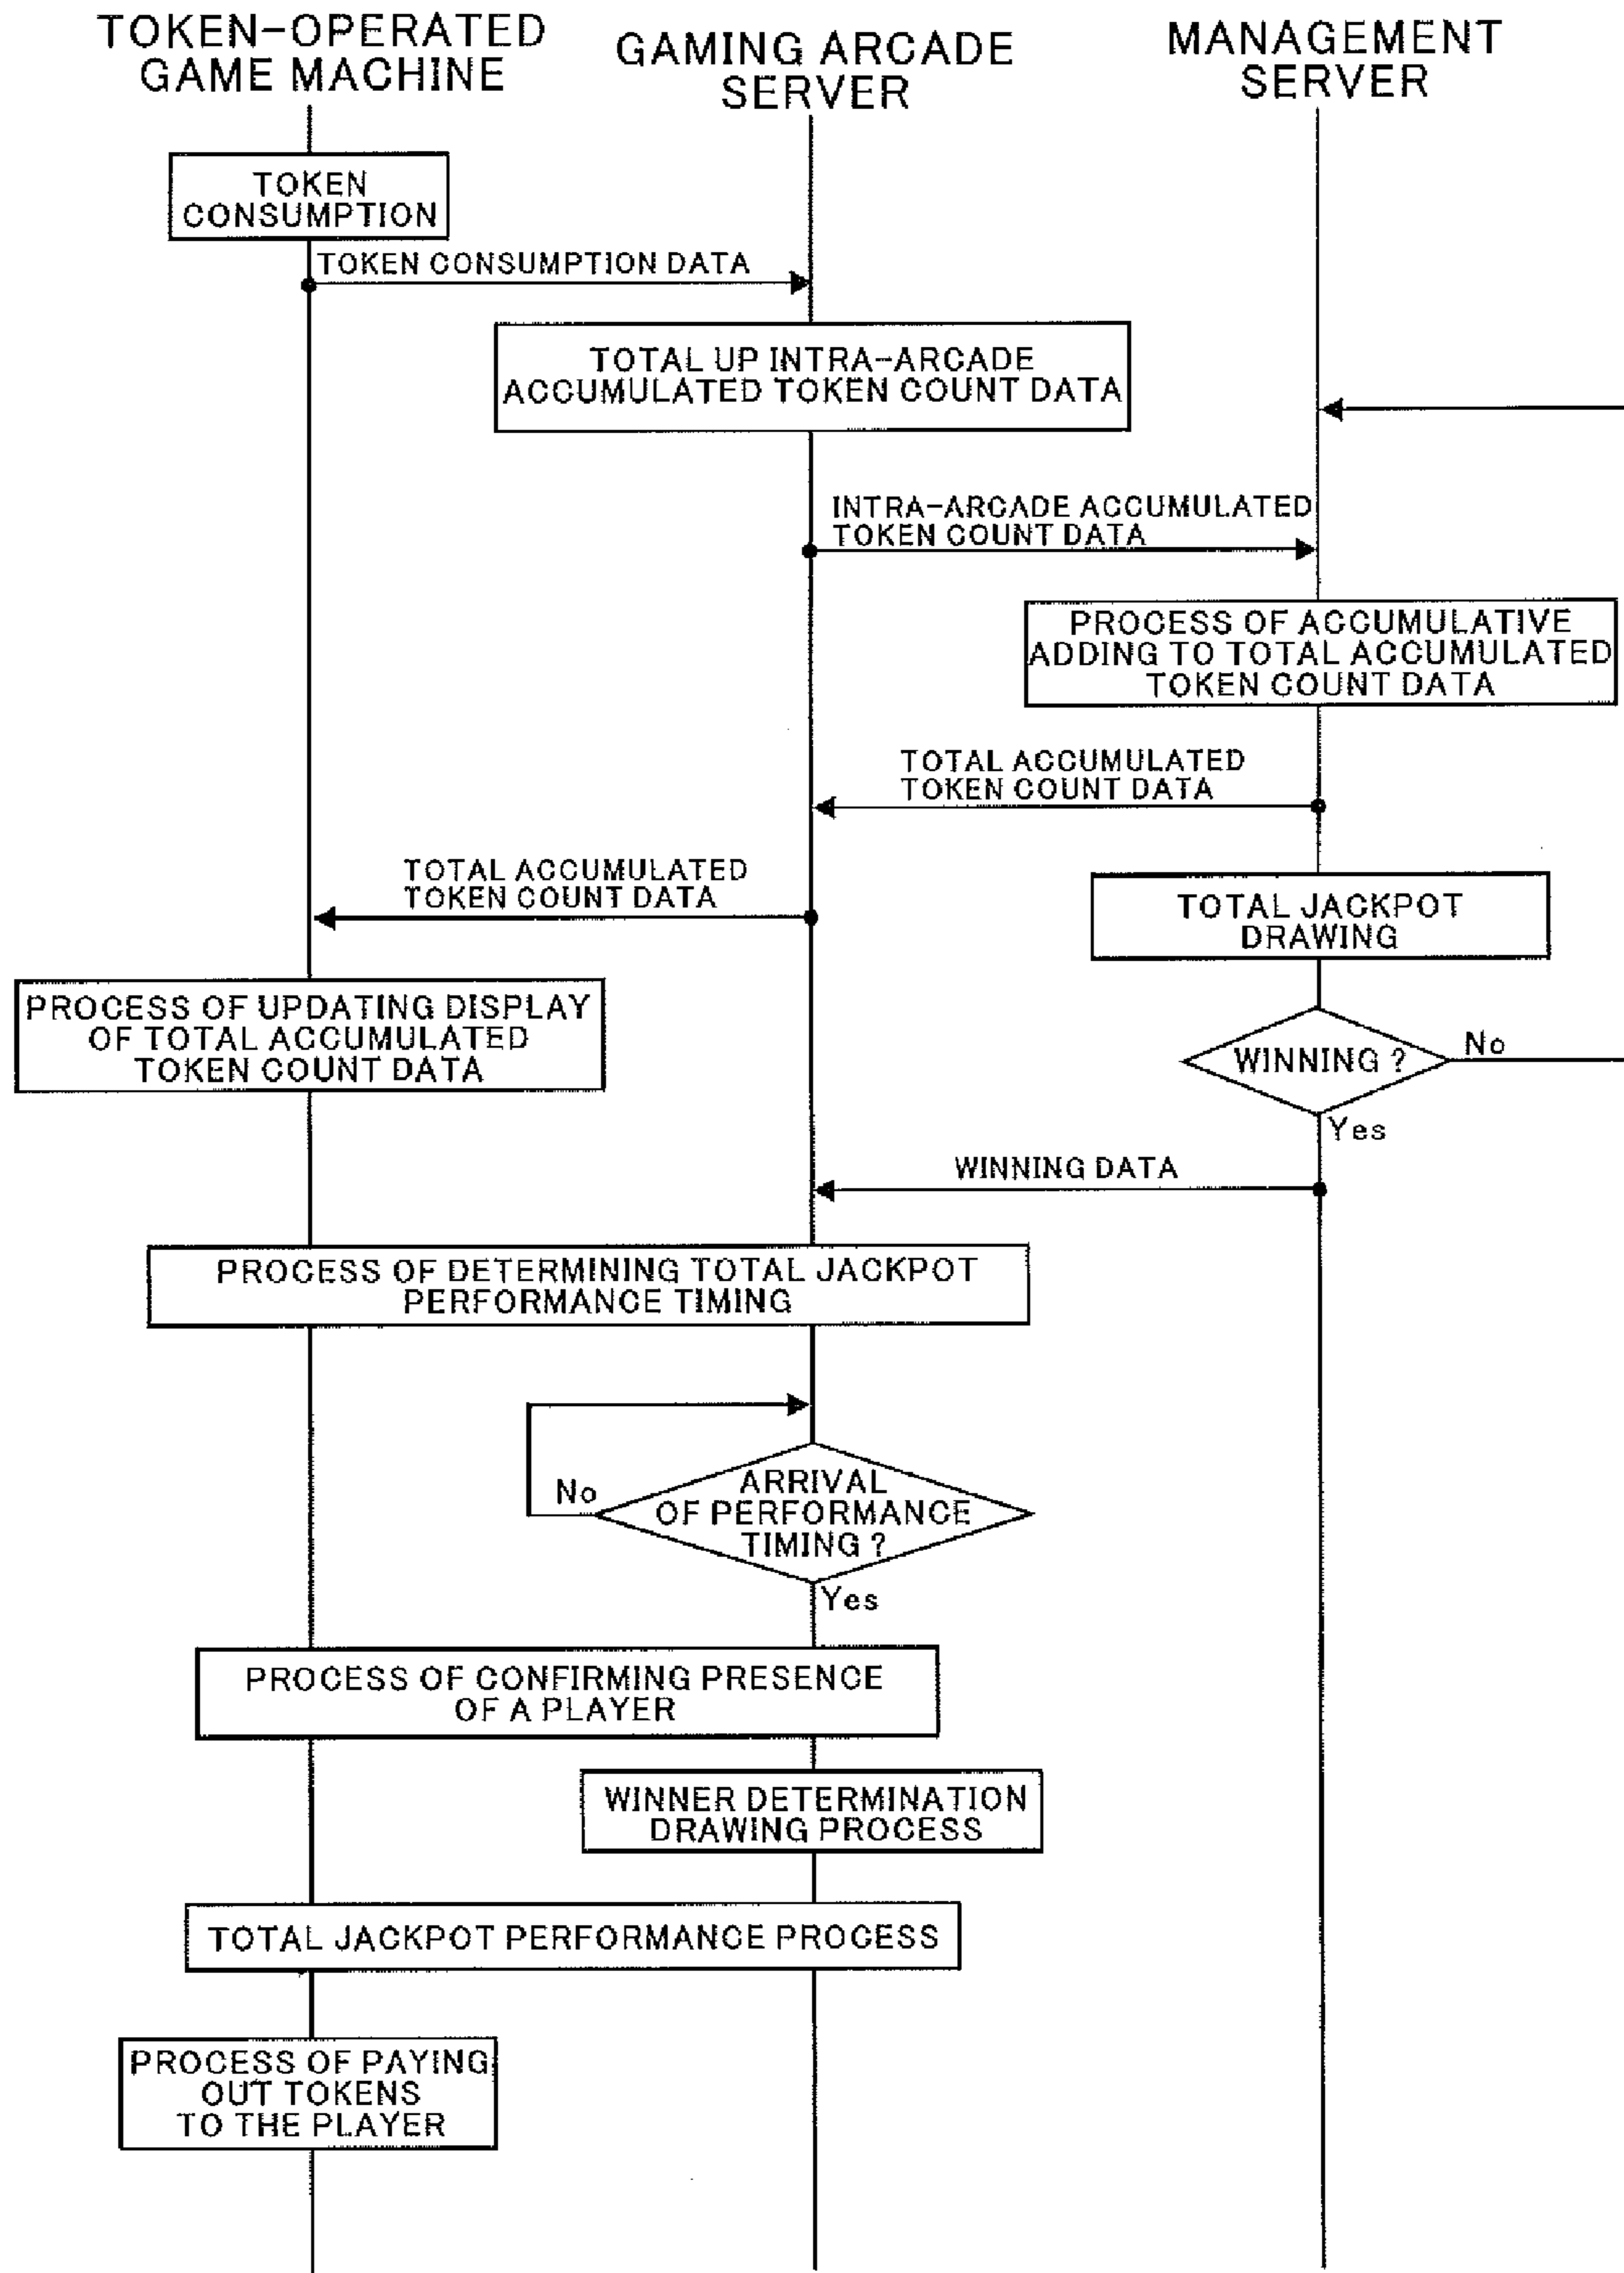 TOKEN-OPERATED
GAME MACHINE
GAMING ARCADE
SERVER
MANAGEMENT
SERVER
TOKEN
CONSUMPTION
TOKEN CONSUMPTION DATA
TOTAL UP INTRA-ARCADE
ACCUMULATED TOKEN COUNT DATA
INTRA-ARCADE ACCUMULATED
TOKEN COUNT DATA
PROCESS OF ACCUMULATIVE
ADDING TO TOTAL ACCUMULATED
TOKEN COUNT DATA
TOTAL ACCUMULATED
TOKEN COUNT DATA
TOTAL ACCUMULATED
TOKEN COUNT DATA
TOTAL JACKPOT
DRAWING
PROCESS OF UPDATING DISPLAY
OF TOTAL ACCUMULATED
TOKEN COUNT DATA
WINNING ?
No
Yes
WINNING DATA
PROCESS OF DETERMINING TOTAL JACKPOT
PERFORMANCE TIMING
ARRIVAL
OF PERFORMANCE
TIMING ?
No
Yes
PROCESS OF CONFIRMING PRESENCE
OF A PLAYER
WINNER DETERMINATION
DRAWING PROCESS
TOTAL JACKPOT PERFORMANCE PROCESS
PROCESS OF PAYING
OUT TOKENS
TO THE PLAYER